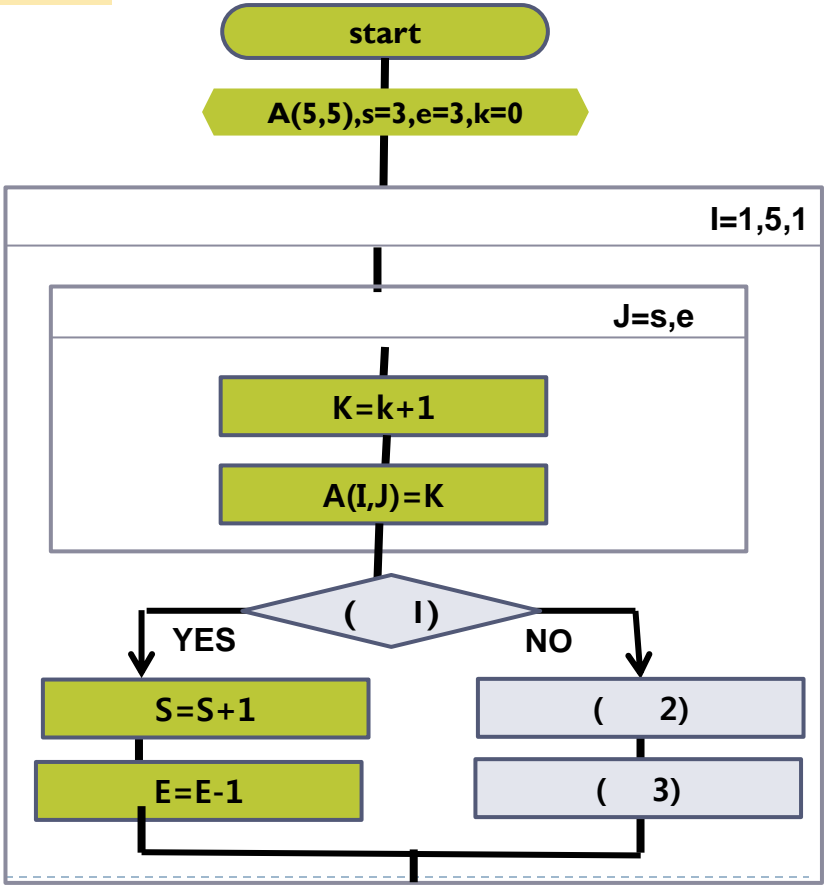 start
A(5,5),s=3,e=3,k=0
I=1,5,1
J=s,e
K=k+1
A(I,J)=K
( I)
YES
NO
S=S+1
( 2)
E=E-1
( 3)